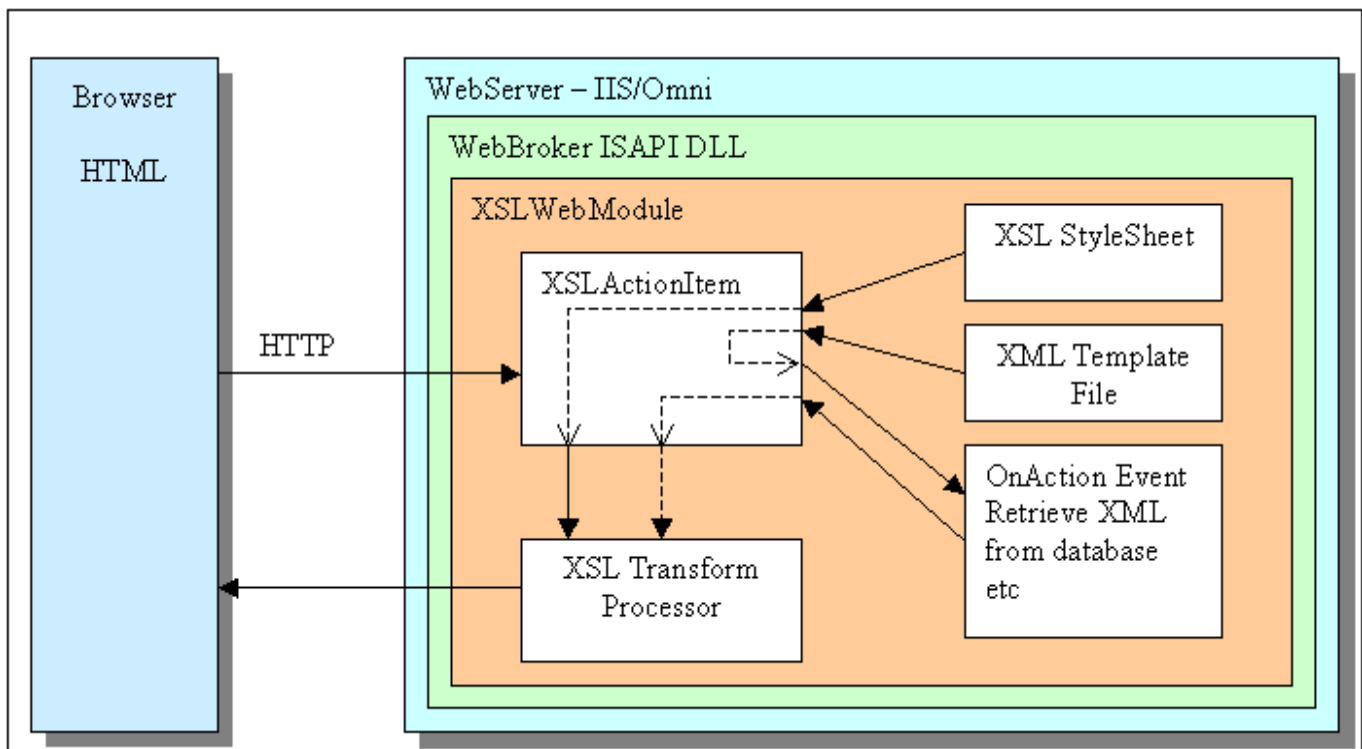 Browser
HTML
HTTP
WebServer – IIS/Omni
WebBroker ISAPI DLL
XSLWebModule
XSLActionItem
XSL StyleSheet
XML Template
File
OnAction Event
Retrieve XML
from database
etc
XSL Transform
Processor